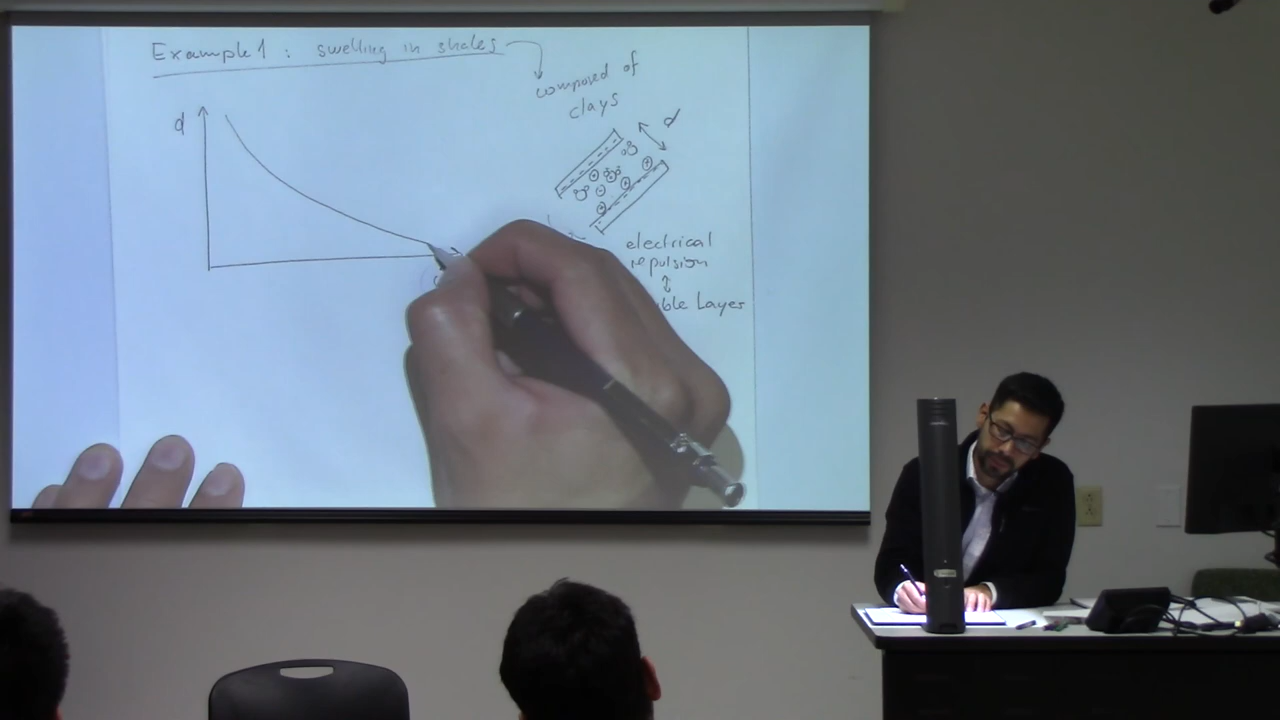 Example 1 : swelling in shales
composed of
clays
d
d
electrical
repulsion
Layer